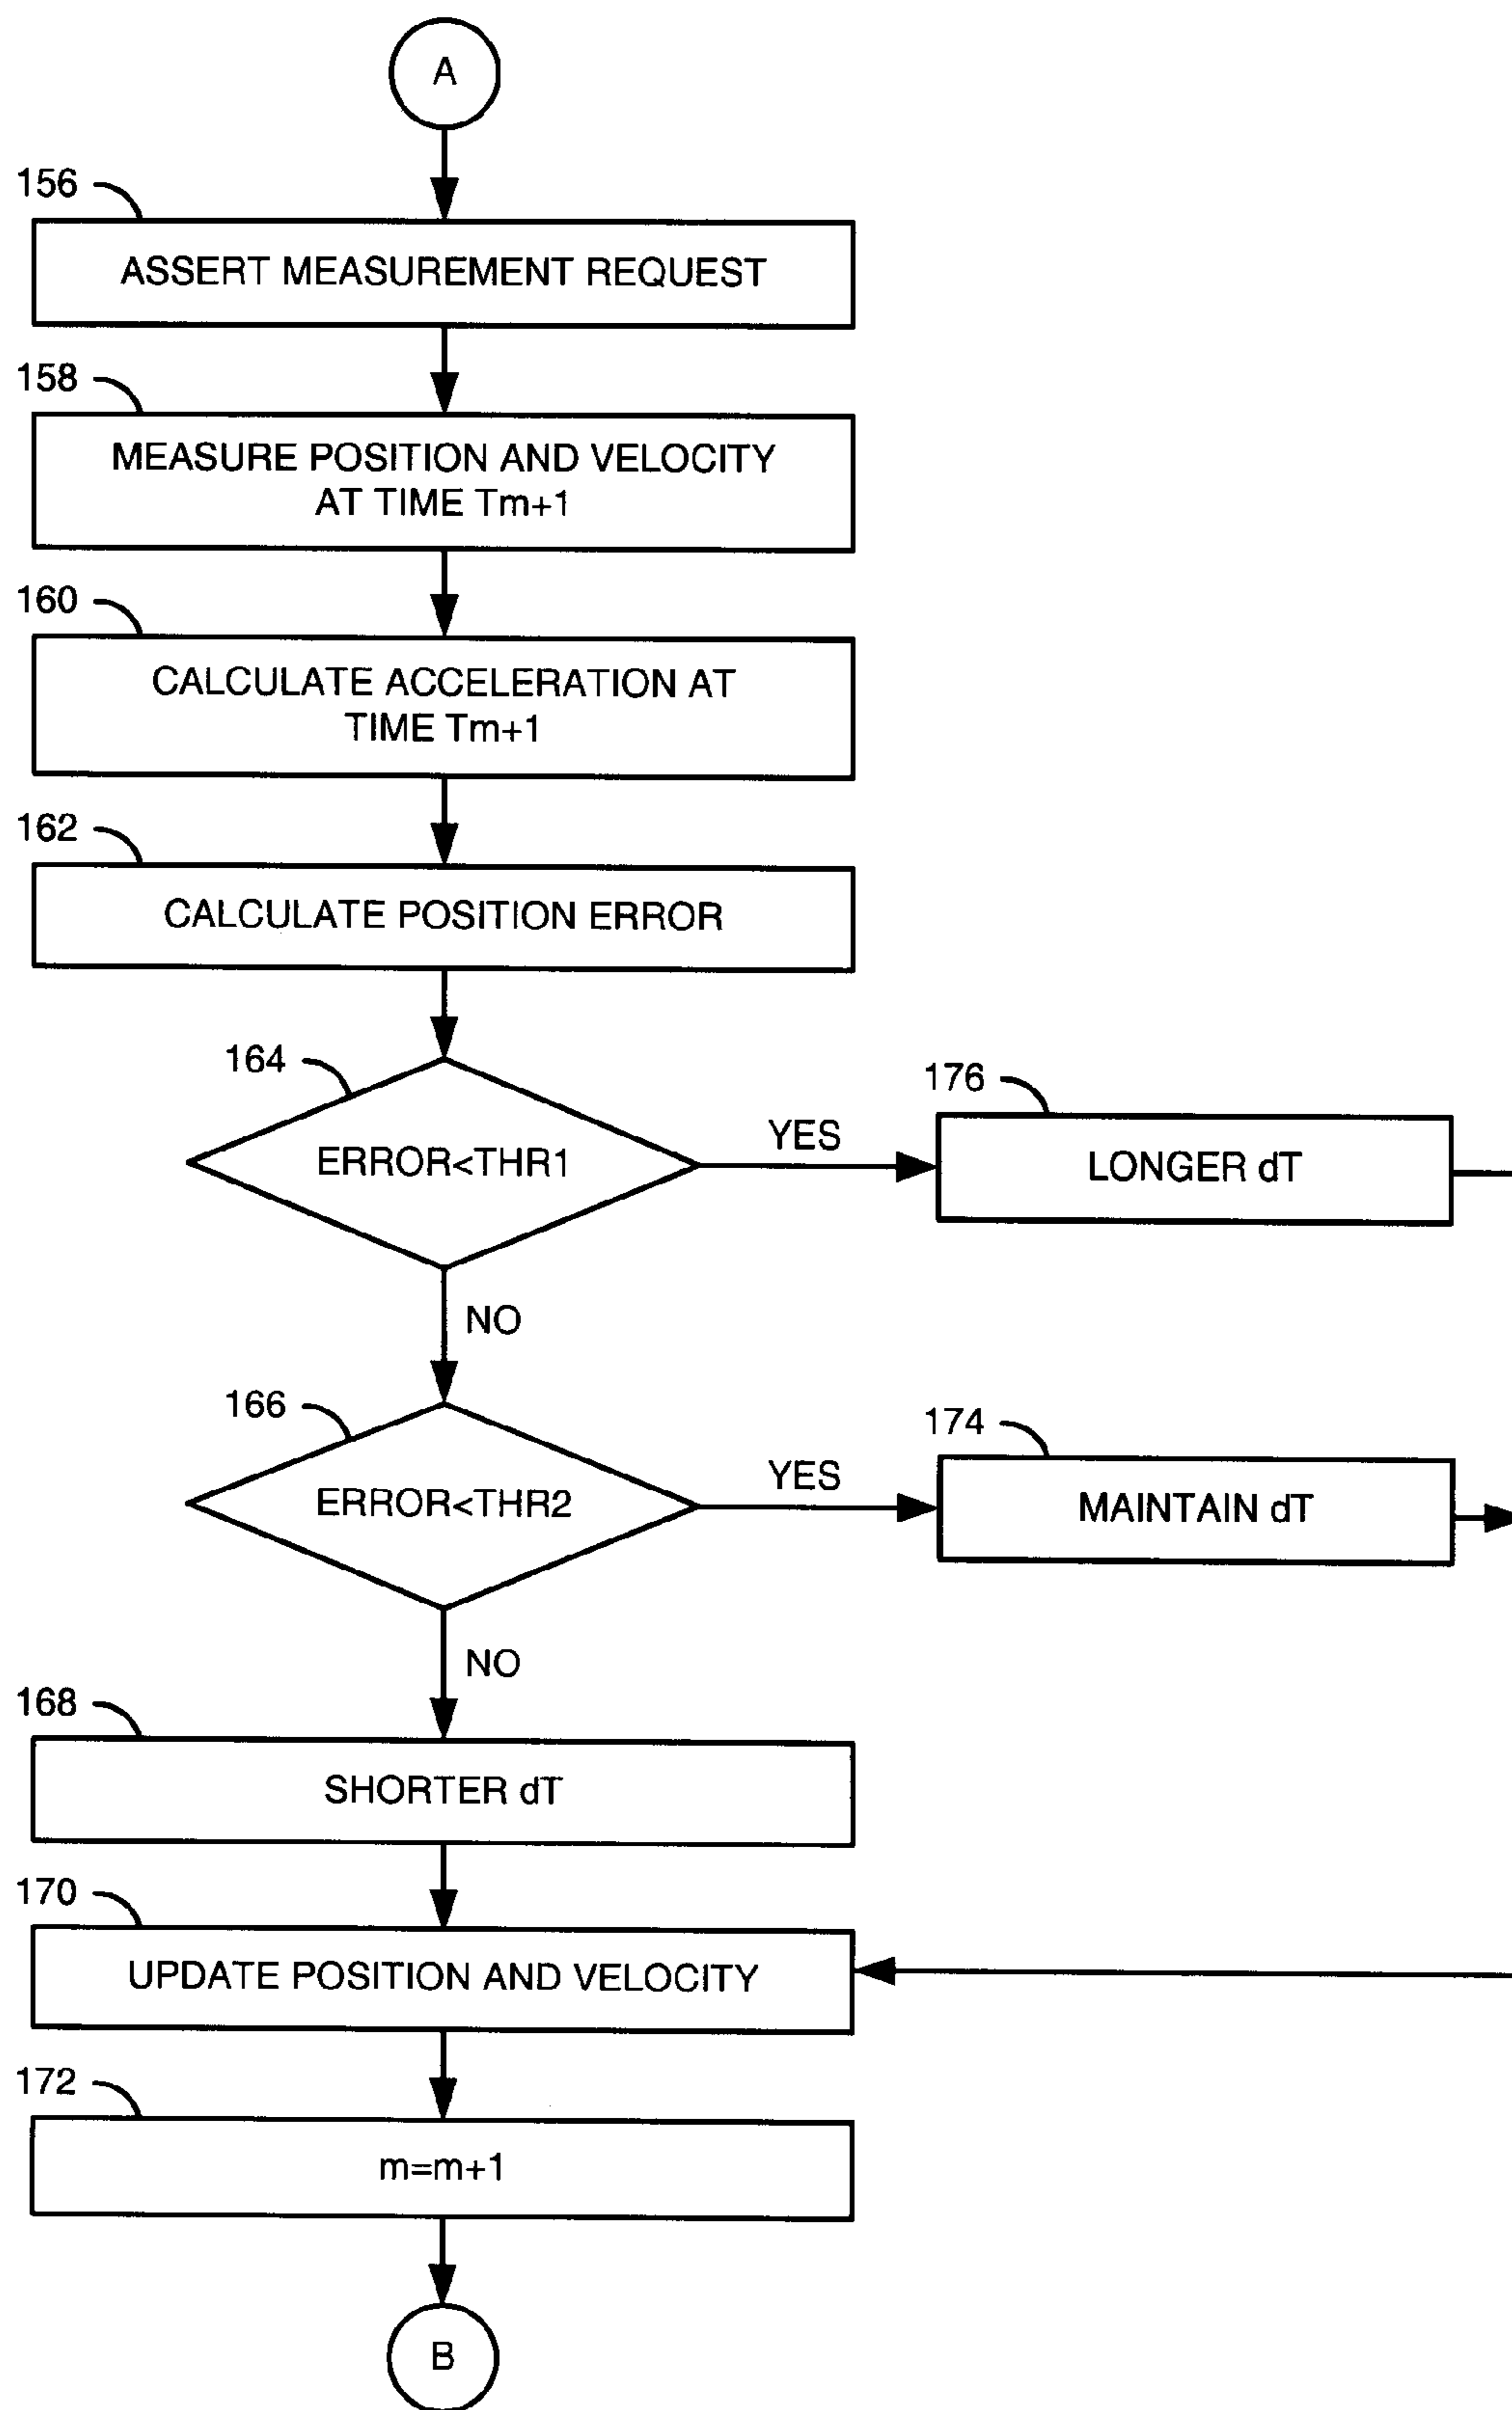 A
156
ASSERT MEASUREMENT REQUEST
158
MEASURE POSITION AND VELOCITY
AT TIME Tm+1
160
CALCULATE ACCELERATION AT
TIME Tm+1
162
CALCULATE POSITION ERROR
164
ERROR<THR1
YES
176
LONGER dT
NO
166
ERROR<THR2
YES
174
MAINTAIN dT
NO
168
SHORTER dT
170
UPDATE POSITION AND VELOCITY
172
m=m+1
B